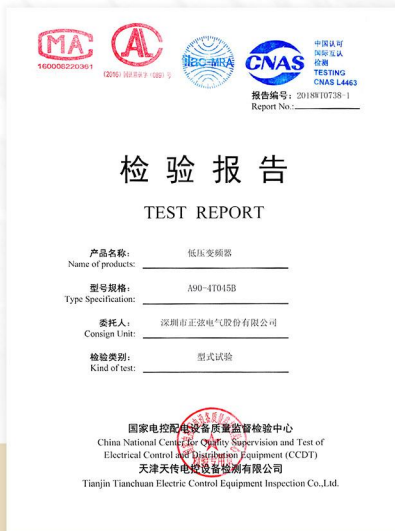 MA
160008220361
AL
ilac-MRA
CNAS
中国认可
国际互认
检测
TESTING
CNAS L4463
报告编号：2018WT0738-1
Report No.:
检验报告
TEST REPORT
产品名称： 低压变频器
Name of products:
型号规格： A90-4T045B
Type Specification:
委托人： 深圳市正弦电气股份有限公司
Consign Unit:
检验类别： 型式试验
Kind of test:
国家电控配电设备质量监督检验中心
China National Center for Quality Supervision and Test of
Electrical Control and Distribution Equipment (CCDT)
天津天传电控设备检测有限公司
Tianjin Tianchuan Electric Control Equipment Inspection Co.,Ltd.